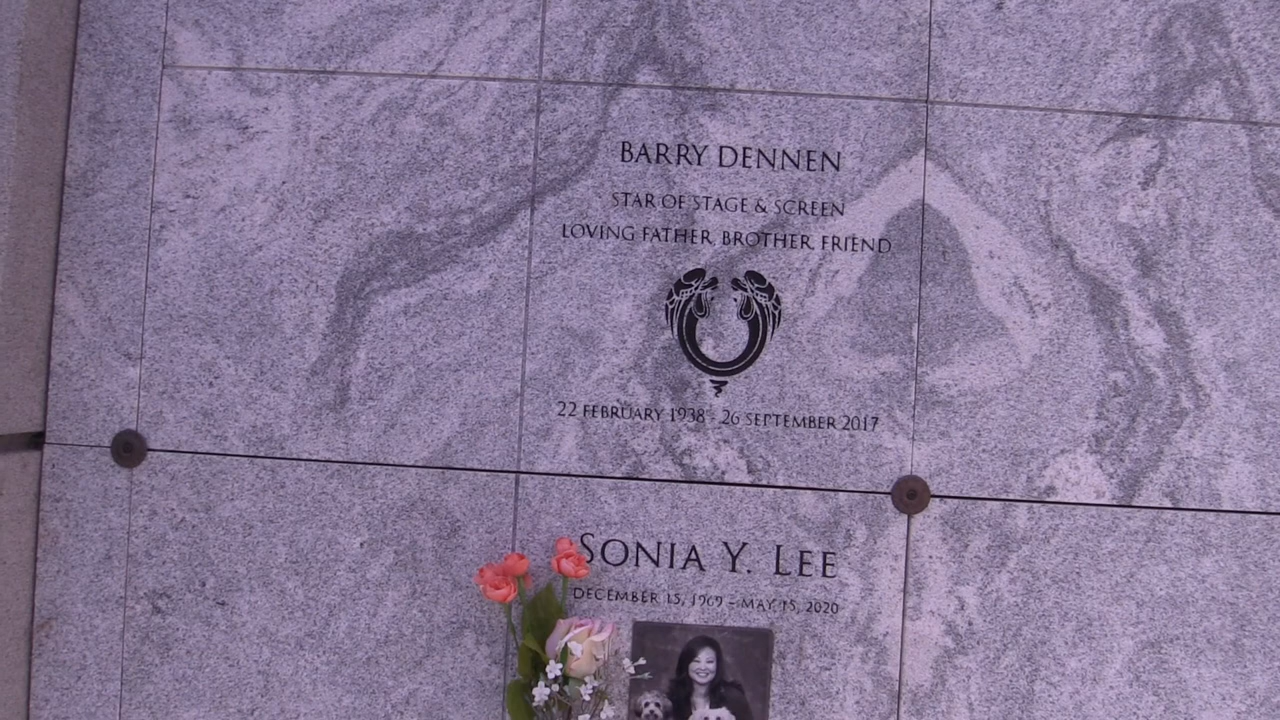 BARRY DENNEN
STAR OF STAGE & SCREEN
LOVING FATHER, BROTHER, FRIEND
22 FEBRUARY 1938 - 26 SEPTEMBER 2017
SONIA Y. LEE
DECEMBER 15, 1969 - MAY 15, 2020